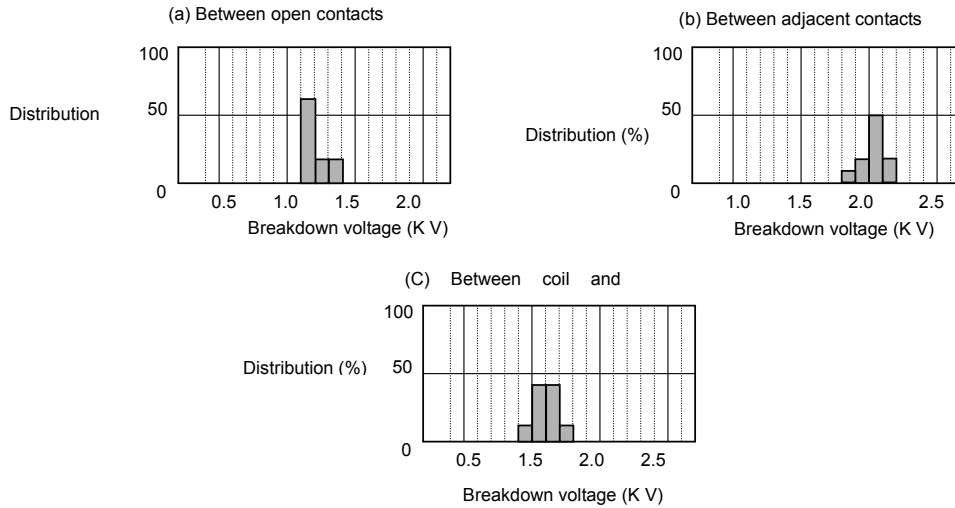 (a) Between open contacts
100
50
0
Distribution
0.5 1.0 1.5 2.0
Breakdown voltage (K V)
(b) Between adjacent contacts
100
50
0
Distribution (%)
1.0 1.5 2.0 2.5
Breakdown voltage (K V)
(C) Between coil and
100
50
0
Distribution (%)
0.5 1.5 2.0 2.5
Breakdown voltage (K V)